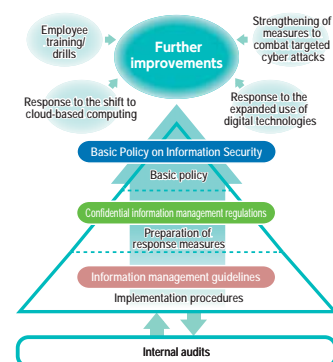 Employee
training/
drills
Strengthening of
measures to
combat targeted
cyber attacks
Further
improvements
Response to the shift to
cloud-based computing
Response to the
expanded use of
digital technologies
Basic Policy on Information Security
Basic policy
Confidential information management regulations
Preparation of
response measures
Information management guidelines
Implementation procedures
Internal audits